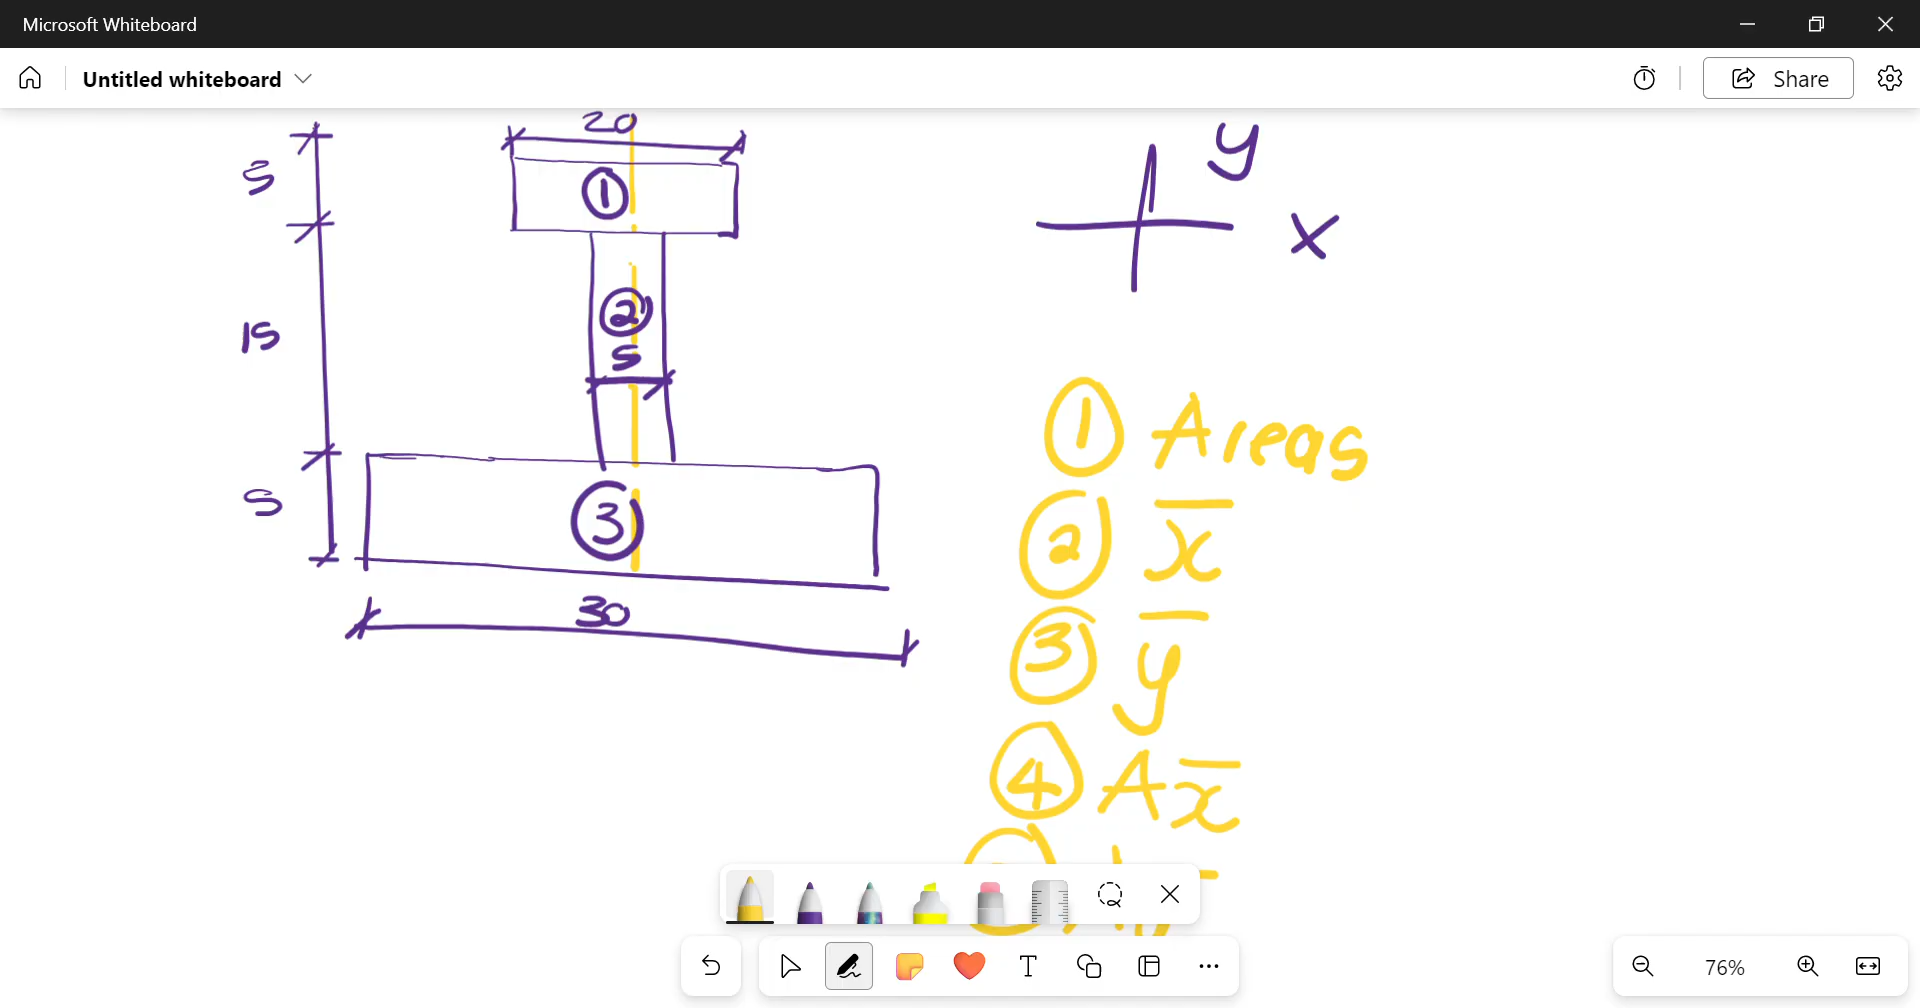 Microsoft Whiteboard
Untitled whiteboard
Share
20
y
5
①
x
15
②
5
① Areas
② x̅
5
③
③ y̅
30
④ Ax̅
76%